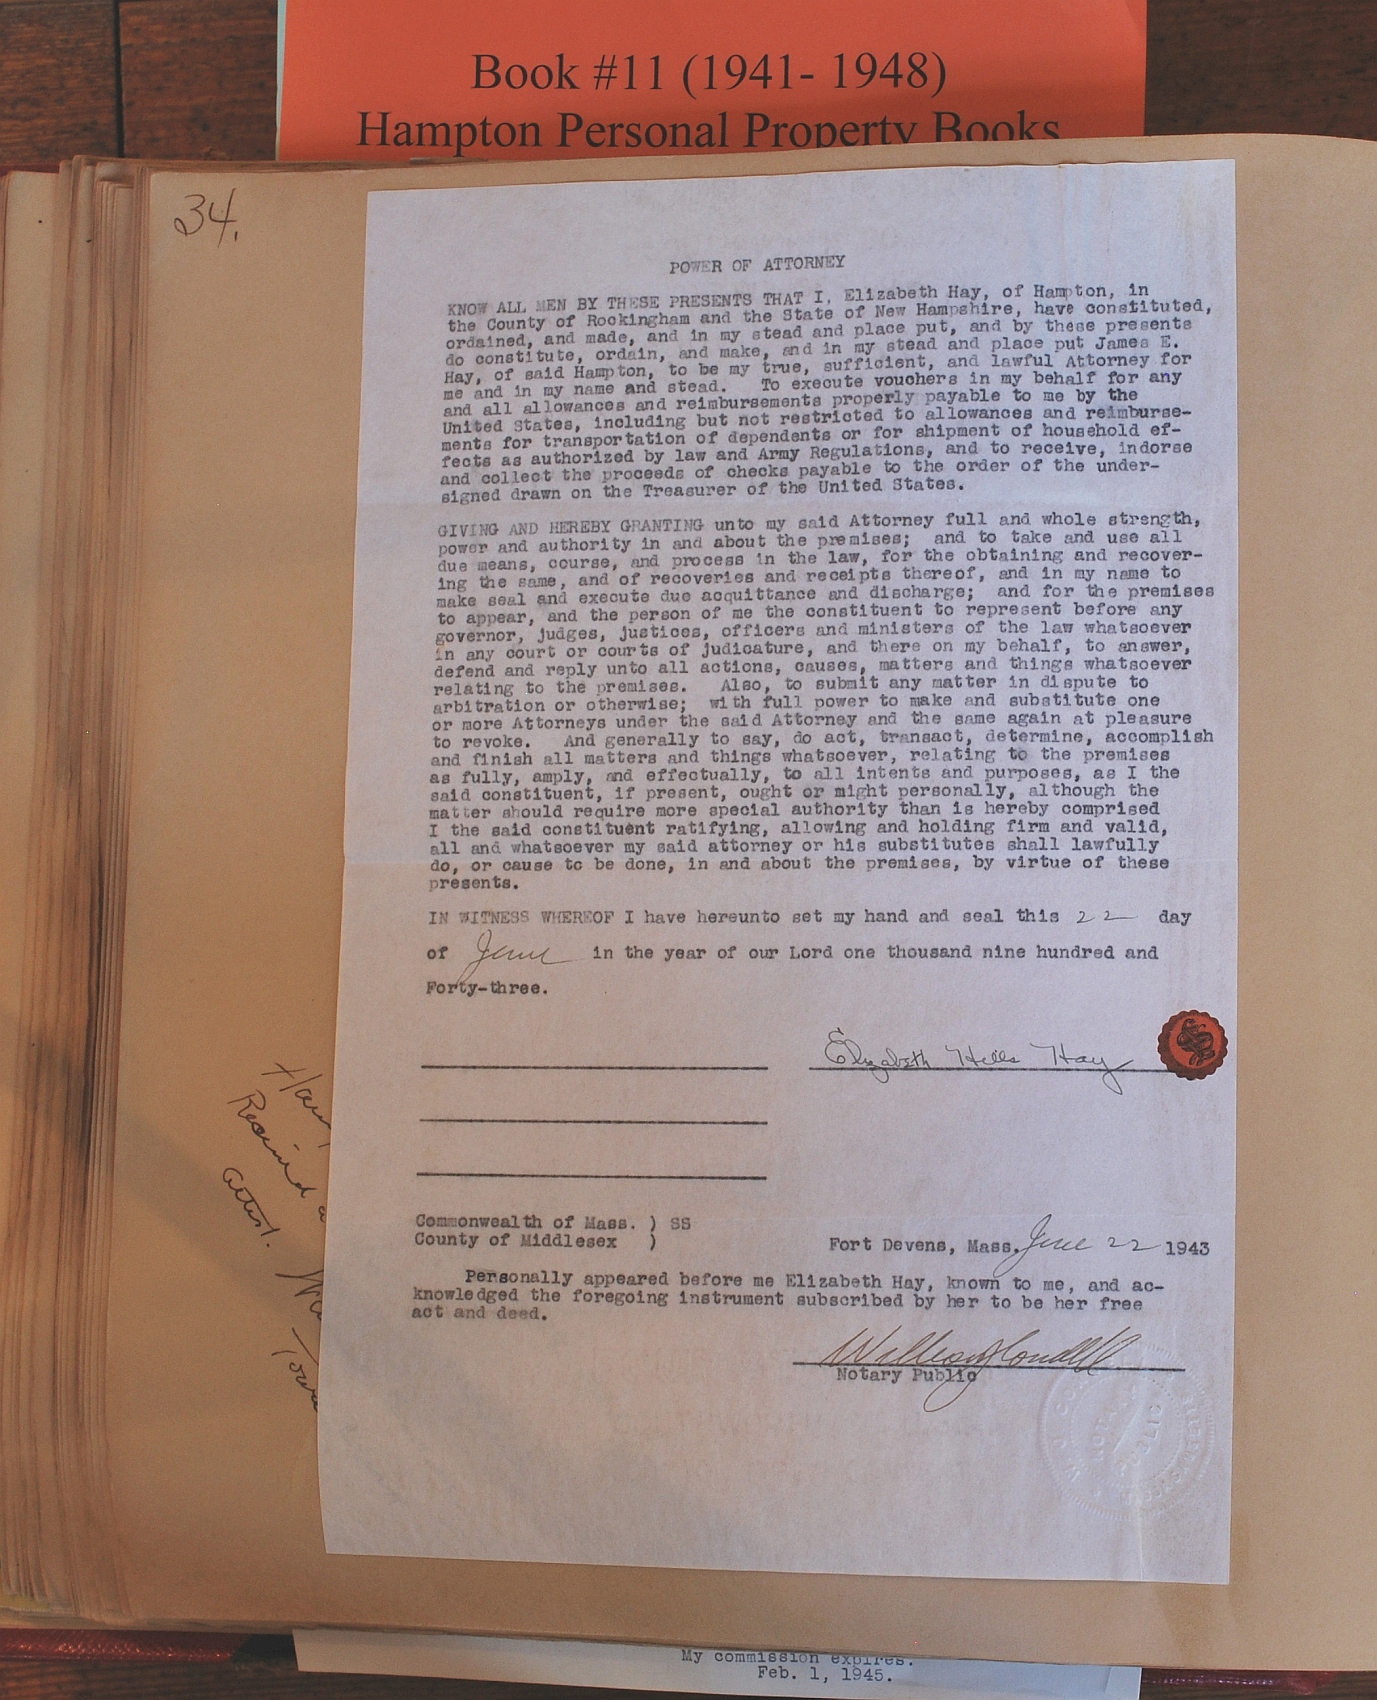 Book #11 (1941- 1948)
Hampton Personal Property Books
34.
POWER OF ATTORNEY
KNOW ALL MEN BY THESE PRESENTS THAT I, Elizabeth Hay, of Hampton, in
the County of Rockingham and the State of New Hampshire, have constituted,
ordained, and made, and in my stead and place put, and by these presents
do constitute, ordain, and make, and in my stead and place put James E.
Hay, of said Hampton, to be my true, sufficient, and lawful Attorney for
me and in my name and stead. To execute vouchers in my behalf for any
and all allowances and reimbursements properly payable to me by the
United States, including but not restricted to allowances and reimburse-
ments for transportation of dependents or for shipment of household ef-
fects as authorized by law and Army Regulations, and to receive, indorse
and collect the proceeds of checks payable to the order of the under-
signed drawn on the Treasurer of the United States.
GIVING AND HEREBY GRANTING unto my said Attorney full and whole strength,
power and authority in and about the premises; and to take and use all
due means, course, and process in the law, for the obtaining and recover-
ing the same, and of recoveries and receipts thereof, and in my name to
make seal and execute due acquittance and discharge; and for the premises
to appear, and the person of me the constituent to represent before any
governor, judges, justices, officers and ministers of the law whatsoever
in any court or courts of judicature, and there on my behalf, to answer,
defend and reply unto all actions, causes, matters and things whatsoever
relating to the premises. Also, to submit any matter in dispute to
arbitration or otherwise; with full power to make and substitute one
or more Attorneys under the said Attorney and the same again at pleasure
to revoke. And generally to say, do act, transact, determine, accomplish
and finish all matters and things whatsoever, relating to the premises
as fully, amply, and effectually, to all intents and purposes, as I the
said constituent, if present, ought or might personally, although the
matter should require more special authority than is hereby comprised
I the said constituent ratifying, allowing and holding firm and valid,
all and whatsoever my said attorney or his substitutes shall lawfully
do, or cause to be done, in and about the premises, by virtue of these
presents.
IN WITNESS WHEREOF I have hereunto set my hand and seal this 22 day
of June in the year of our Lord one thousand nine hundred and
Forty-three.
Elizabeth Hills Hay
Received a
Attest.
Commonwealth of Mass. ) SS
County of Middlesex )
Fort Devens, Mass. June 22 1943
Personally appeared before me Elizabeth Hay, known to me, and ac-
knowledged the foregoing instrument subscribed by her to be her free
act and deed.
Notary Public
NOTARY
PUBLIC
My commission expires.
Feb. 1, 1945.